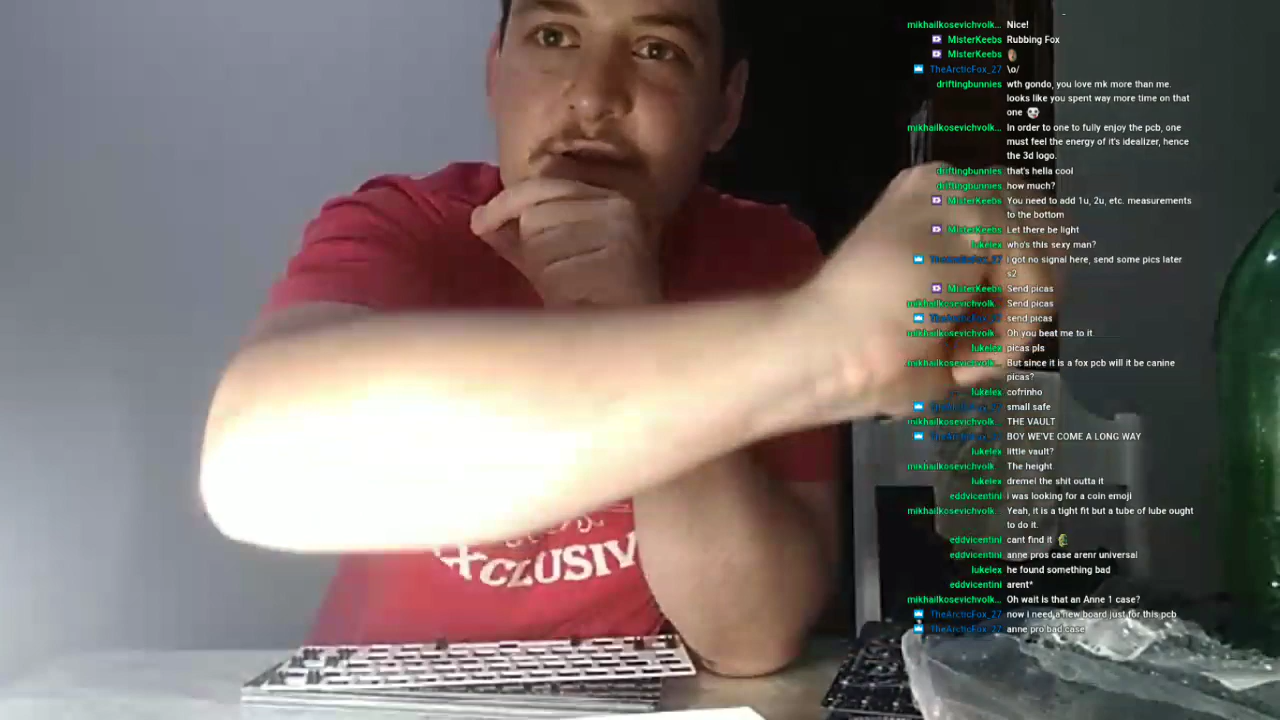 mikhailkosevichvolk... Nice!
MisterKeebs Rubbing Fox
MisterKeebs
TheArcticFox_27 \o/
driftingbunnies wth gondo, you love mk more than me.
looks like you spent way more time on that
one
mikhailkosevichvolk... In order to one to fully enjoy the pcb, one
must feel the energy of it's idealizer, hence
the 3d logo.
driftingbunnies that's hella cool
driftingbunnies how much?
MisterKeebs You need to add 1u, 2u, etc. measurements
to the bottom
MisterKeebs Let there be light
lukelex who's this sexy man?
TheArcticFox_27 i got no signal here, send some pics later
s2
MisterKeebs Send picas
mikhailkosevichvolk... Send picas
TheArcticFox_27 send picas
mikhailkosevichvolk... Oh you beat me to it.
lukelex picas pls
mikhailkosevichvolk... But since it is a fox pcb will it be canine
picas?
lukelex cofrinho
TheArcticFox_27 small safe
mikhailkosevichvolk... THE VAULT
TheArcticFox_27 BOY WE'VE COME A LONG WAY
lukelex little vault?
mikhailkosevichvolk... The height
lukelex dremel the shit outta it
eddvicentini i was looking for a coin emoji
mikhailkosevichvolk... Yeah, it is a tight fit but a tube of lube ought
to do it.
eddvicentini cant find it
eddvicentini anne pros case arenr universal
lukelex he found something bad
eddvicentini arent*
mikhailkosevichvolk... Oh wait is that an Anne 1 case?
TheArcticFox_27 now i need a new board just for this pcb
TheArcticFox_27 anne pro bad case
XCLUSIV